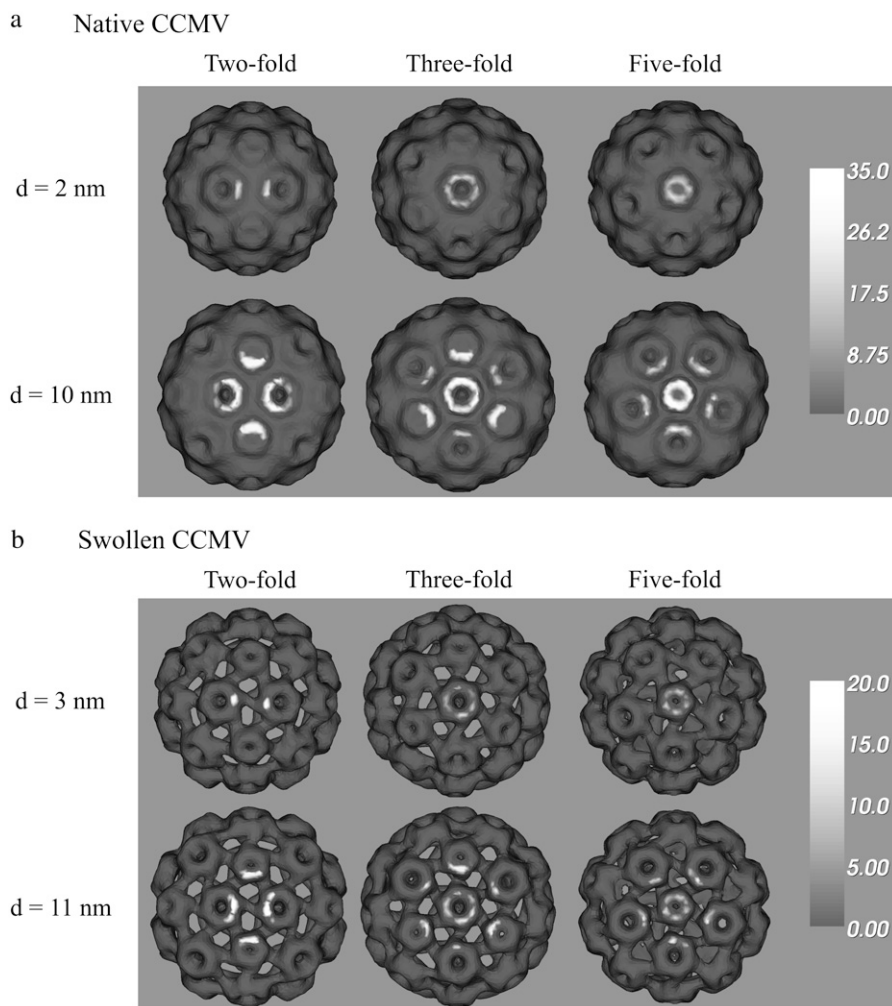 a Native CCMV
Two-fold Three-fold Five-fold
d = 2 nm
35.0
26.2
17.5
8.75
0.00
d = 10 nm
b Swollen CCMV
Two-fold Three-fold Five-fold
d = 3 nm
20.0
15.0
10.0
5.00
0.00
d = 11 nm